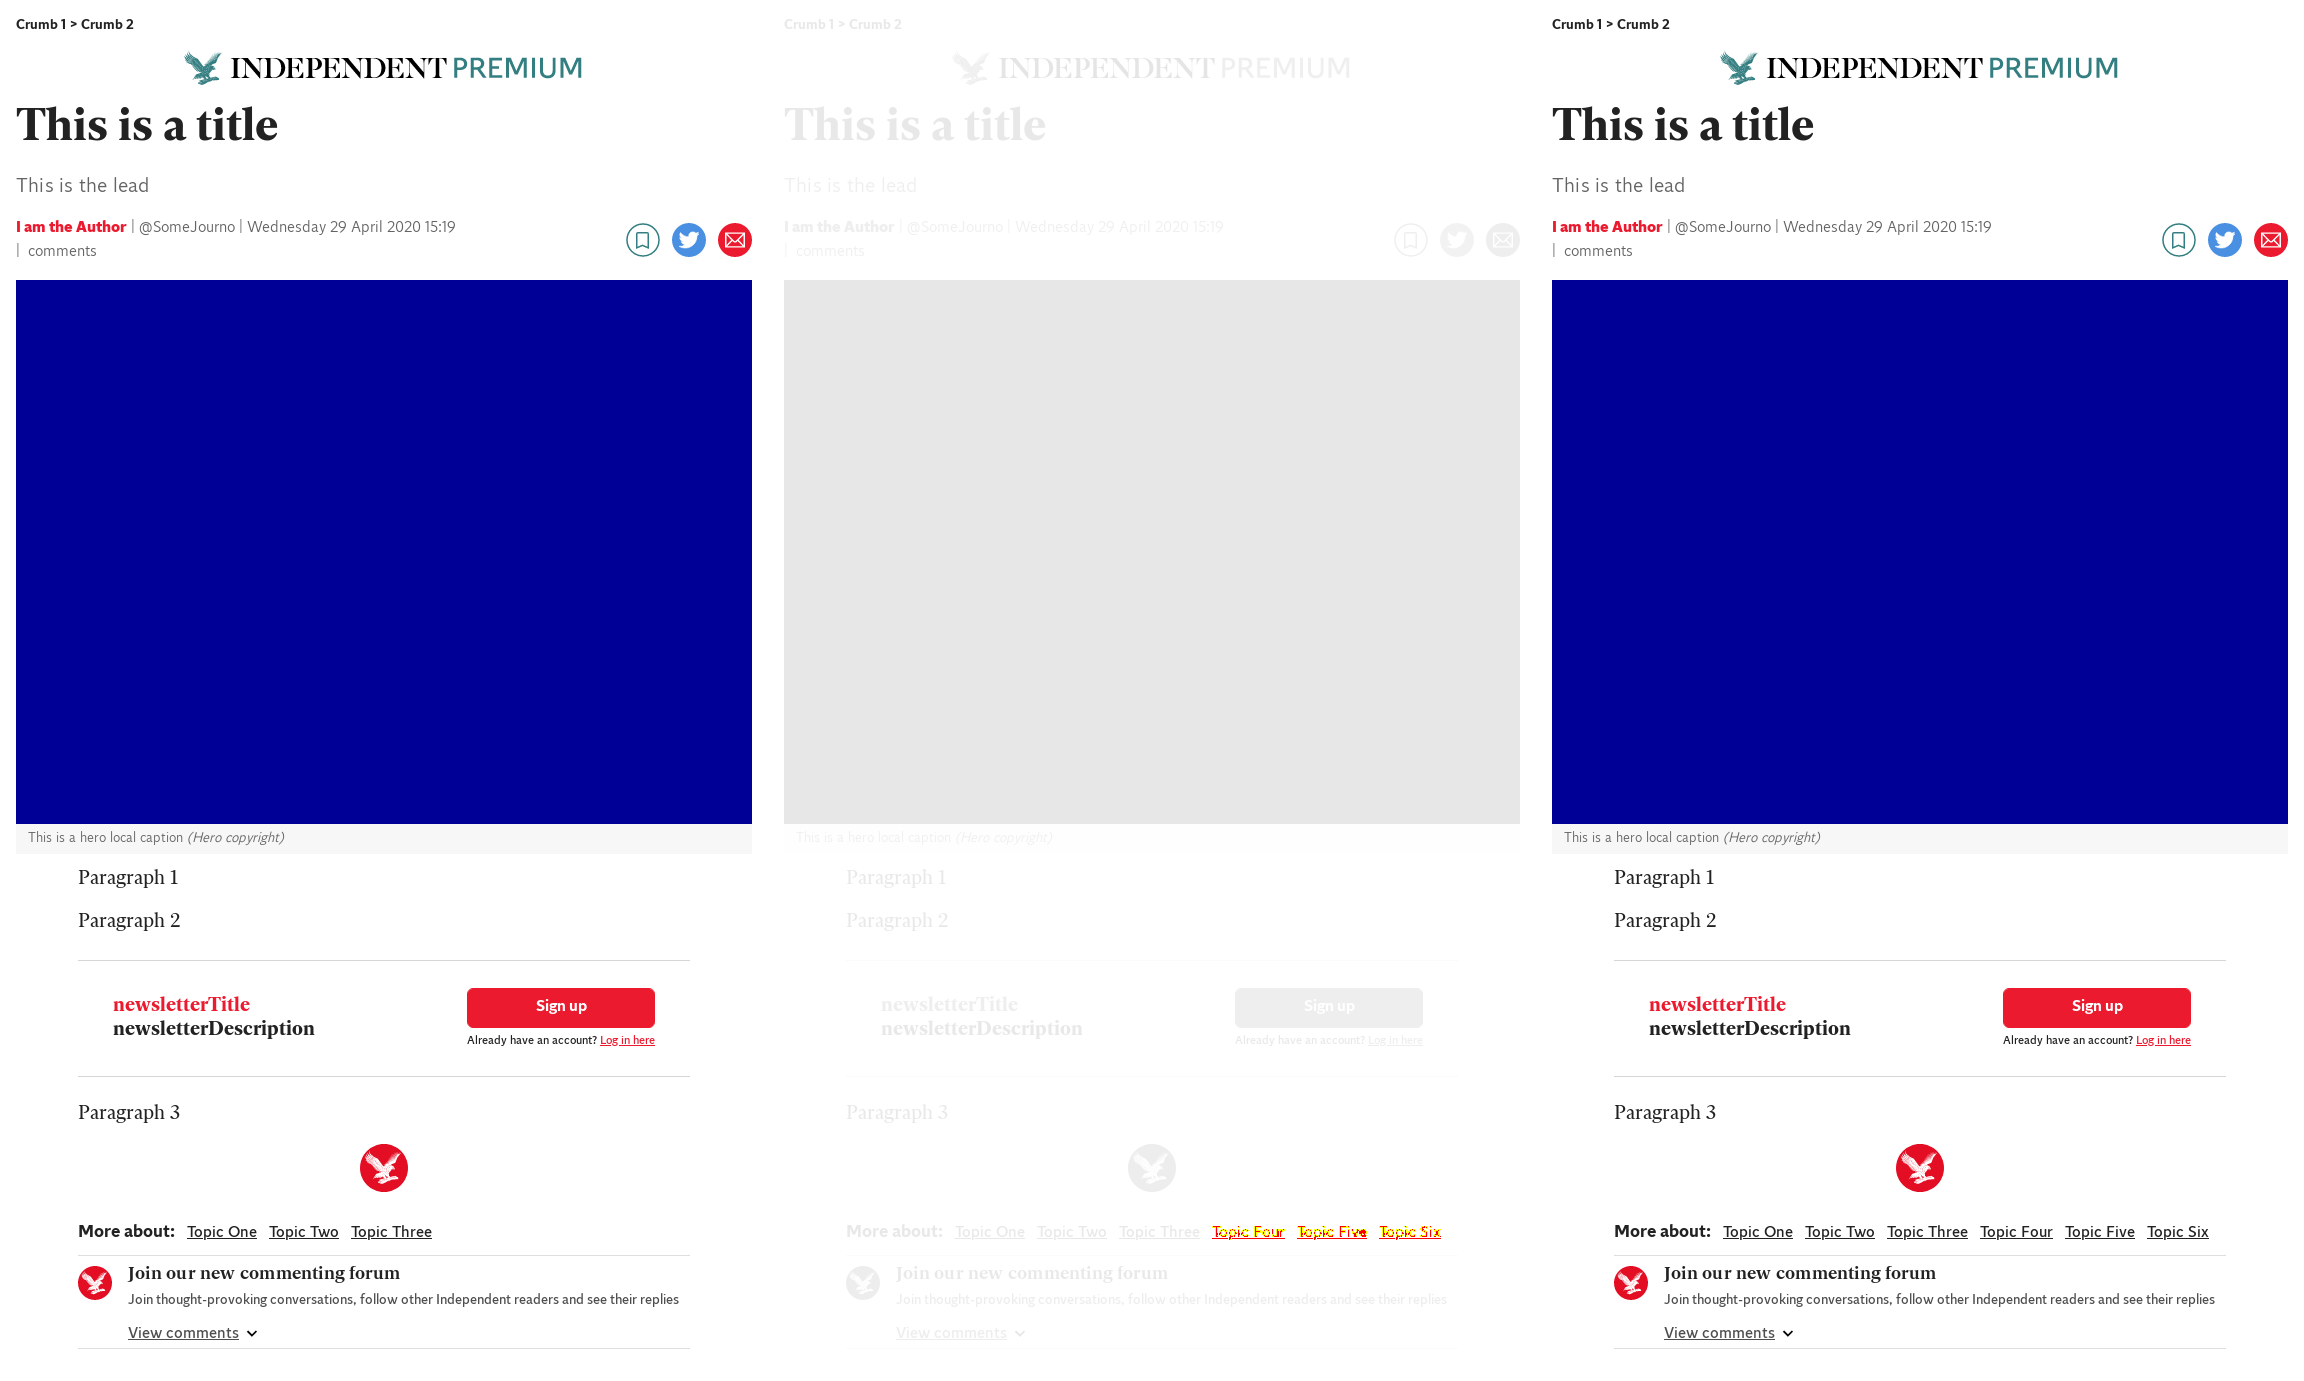 Crumb 1 > Crumb 2
INDEPENDENT PREMIUM
This is a title
This is the lead
I am the Author | @SomeJourno | Wednesday 29 April 2020 15:19
| comments
This is a hero local caption (Hero copyright)
Paragraph 1
Paragraph 2
newsletterTitle
newsletterDescription
Sign up
Already have an account? Log in here
Paragraph 3
More about: Topic One Topic Two Topic Three
Join our new commenting forum
Join thought-provoking conversations, follow other Independent readers and see their replies
View comments
Crumb 1 > Crumb 2
INDEPENDENT PREMIUM
This is a title
This is the lead
I am the Author | @SomeJourno | Wednesday 29 April 2020 15:19
| comments
This is a hero local caption (Hero copyright)
Paragraph 1
Paragraph 2
newsletterTitle
newsletterDescription
Sign up
Already have an account? Log in here
Paragraph 3
More about: Topic One Topic Two Topic Three Topic Four Topic Five Topic Six
Join our new commenting forum
Join thought-provoking conversations, follow other Independent readers and see their replies
View comments
Crumb 1 > Crumb 2
INDEPENDENT PREMIUM
This is a title
This is the lead
I am the Author | @SomeJourno | Wednesday 29 April 2020 15:19
| comments
This is a hero local caption (Hero copyright)
Paragraph 1
Paragraph 2
newsletterTitle
newsletterDescription
Sign up
Already have an account? Log in here
Paragraph 3
More about: Topic One Topic Two Topic Three Topic Four Topic Five Topic Six
Join our new commenting forum
Join thought-provoking conversations, follow other Independent readers and see their replies
View comments